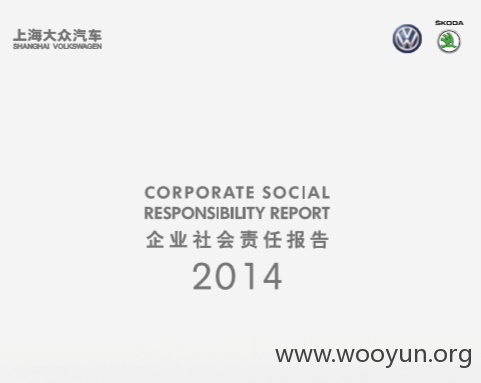 上海大众汽车
SHANGHAI VOLKSWAGEN
ŠKODA
CORPORATE SOCIAL
RESPONSIBILITY REPORT
企业社会责任报告
2014
www.wooyun.org